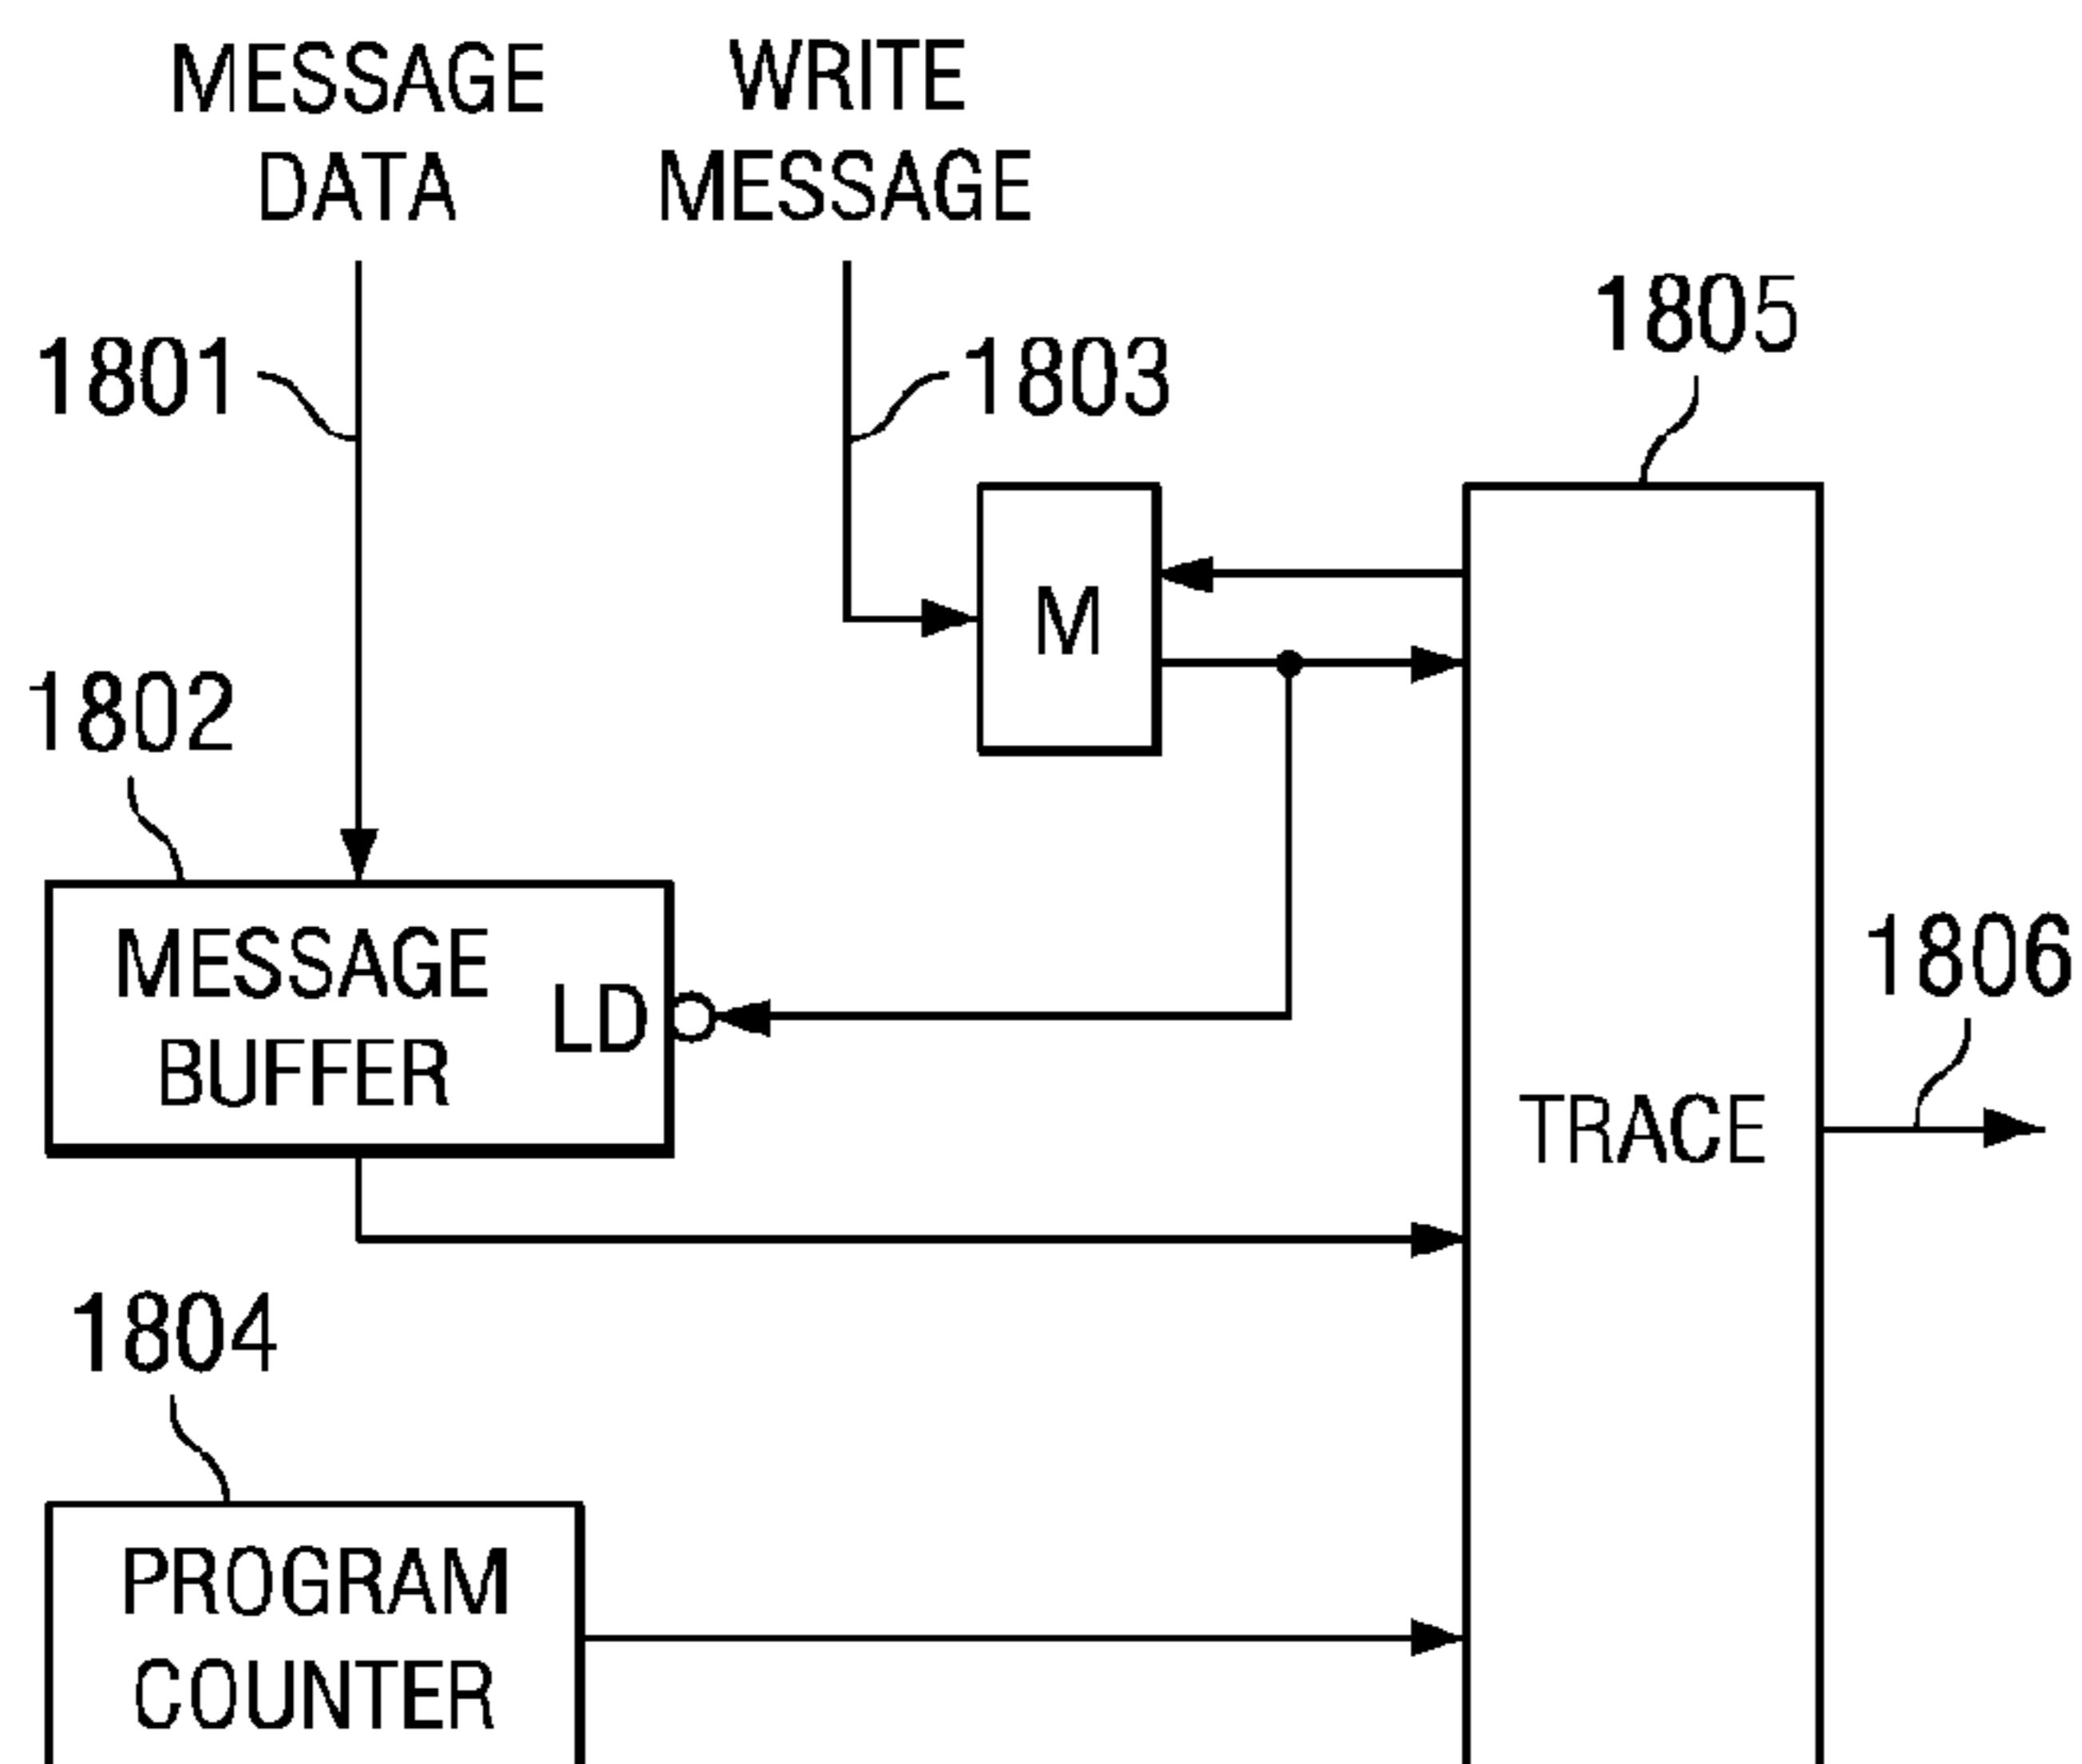 MESSAGE
DATA
WRITE
MESSAGE
1801
1803
1805
M
1802
MESSAGE
BUFFER
LD
1806
TRACE
1804
PROGRAM
COUNTER